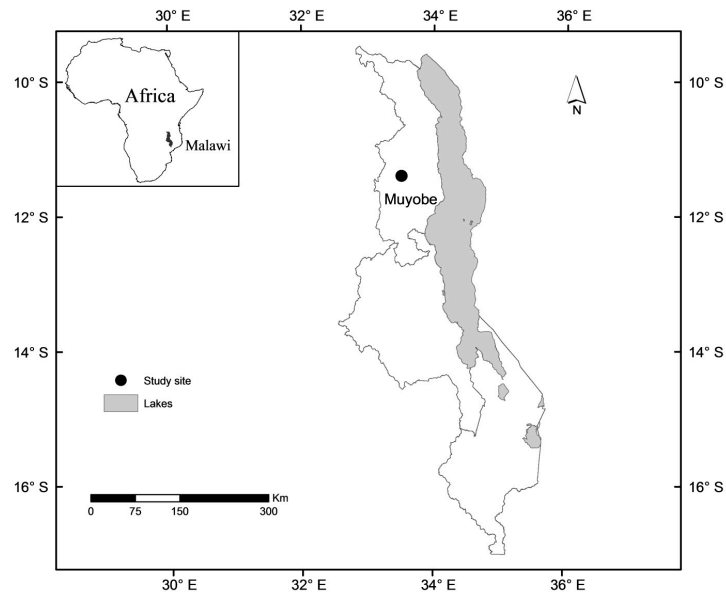 30° E 32° E 34° E 36° E
10° S 10° S
Africa
Malawi
N
Muyobe
12° S 12° S
14° S 14° S
Study site
Lakes
16° S 16° S
Km
0 75 150 300
30° E 32° E 34° E 36° E